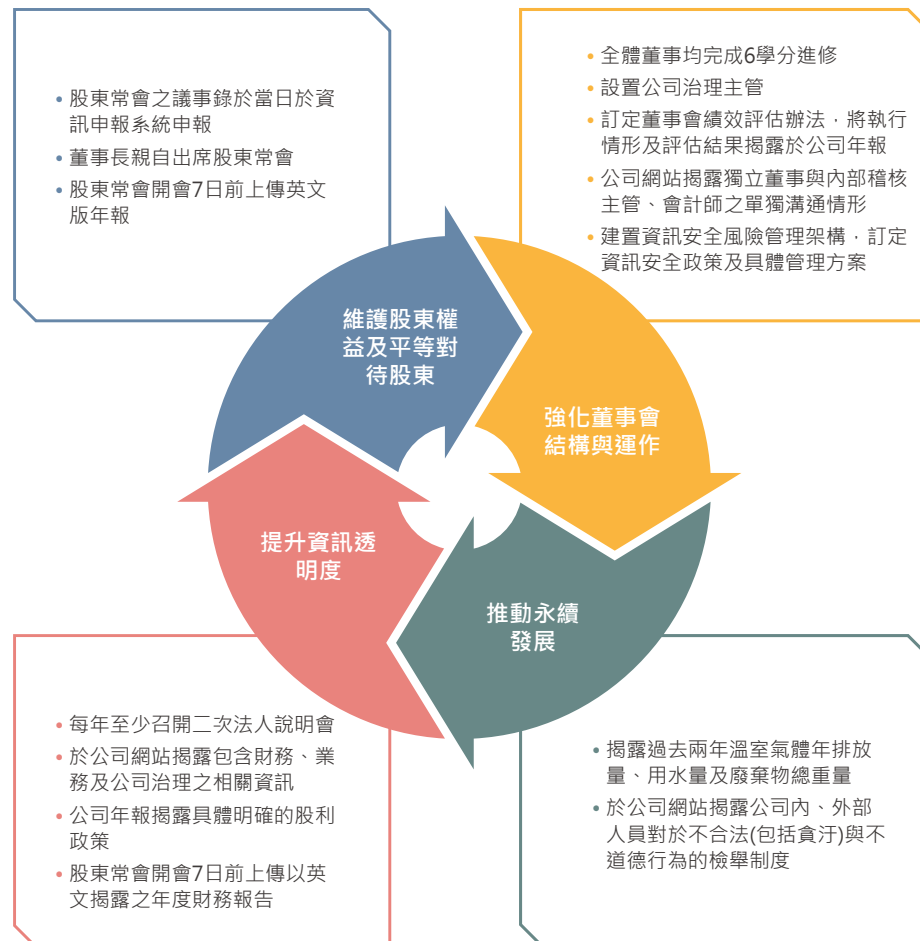 • 股東常會之議事錄於當日於資
訊申報系統申報
• 董事長親自出席股東常會
• 股東常會開會7日前上傳英文
版年報
• 全體董事均完成6學分進修
• 設置公司治理主管
• 訂定董事會績效評估辦法，將執行
情形及評估結果揭露於公司年報
• 公司網站揭露獨立董事與內部稽核
主管、會計師之單獨溝通情形
• 建置資訊安全風險管理架構，訂定
資訊安全政策及具體管理方案
維護股東權
益及平等對
待股東
強化董事會
結構與運作
提升資訊透
明度
推動永續
發展
• 每年至少召開二次法人說明會
• 於公司網站揭露包含財務、業
務及公司治理之相關資訊
• 公司年報揭露具體明確的股利
政策
• 股東常會開會7日前上傳以英
文揭露之年度財務報告
• 揭露過去兩年溫室氣體年排放
量、用水量及廢棄物總重量
• 於公司網站揭露公司內、外部
人員對於不合法(包括貪汙)與不
道德行為的檢舉制度